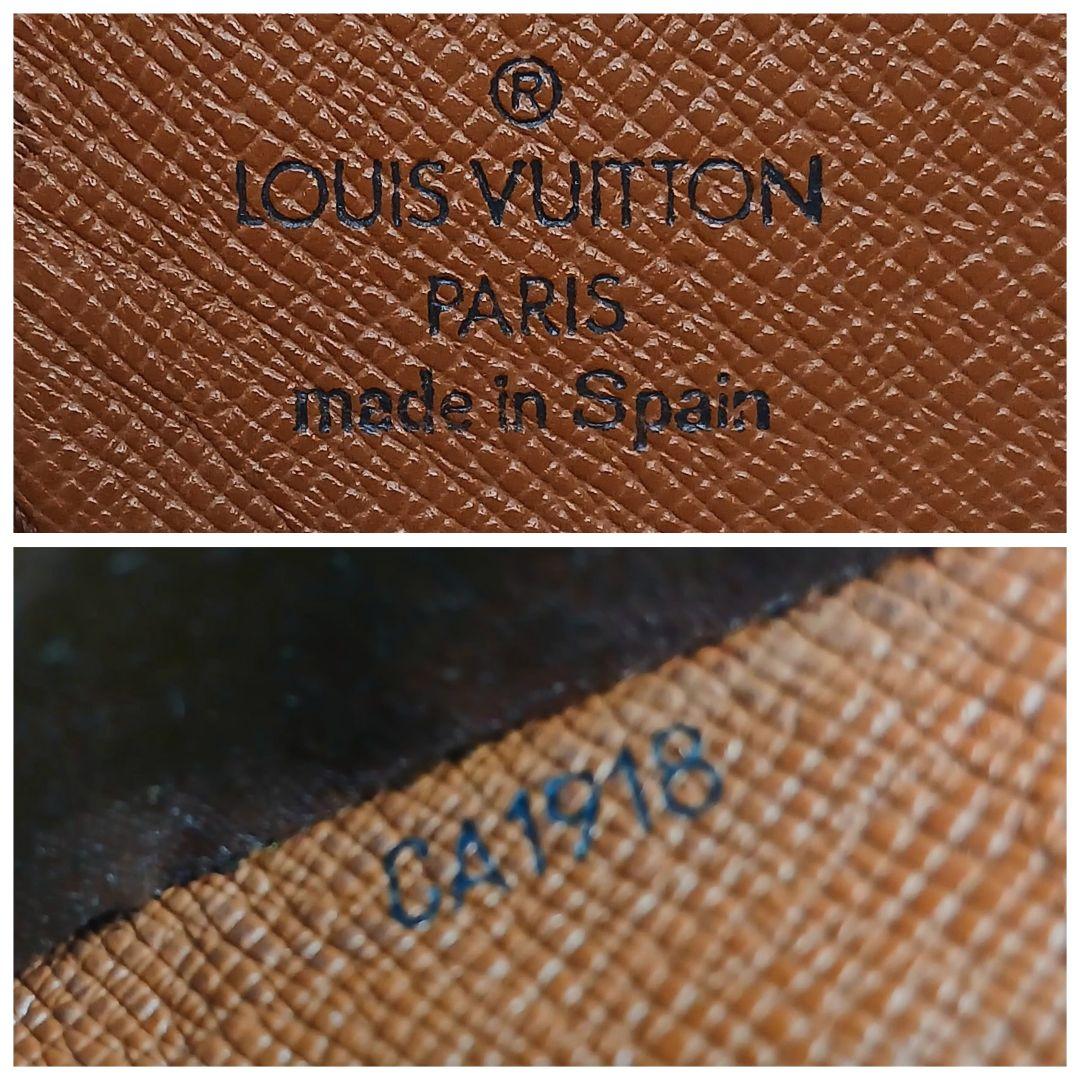 ®
LOUIS VUITTON
PARIS
made in Spain
CA1918